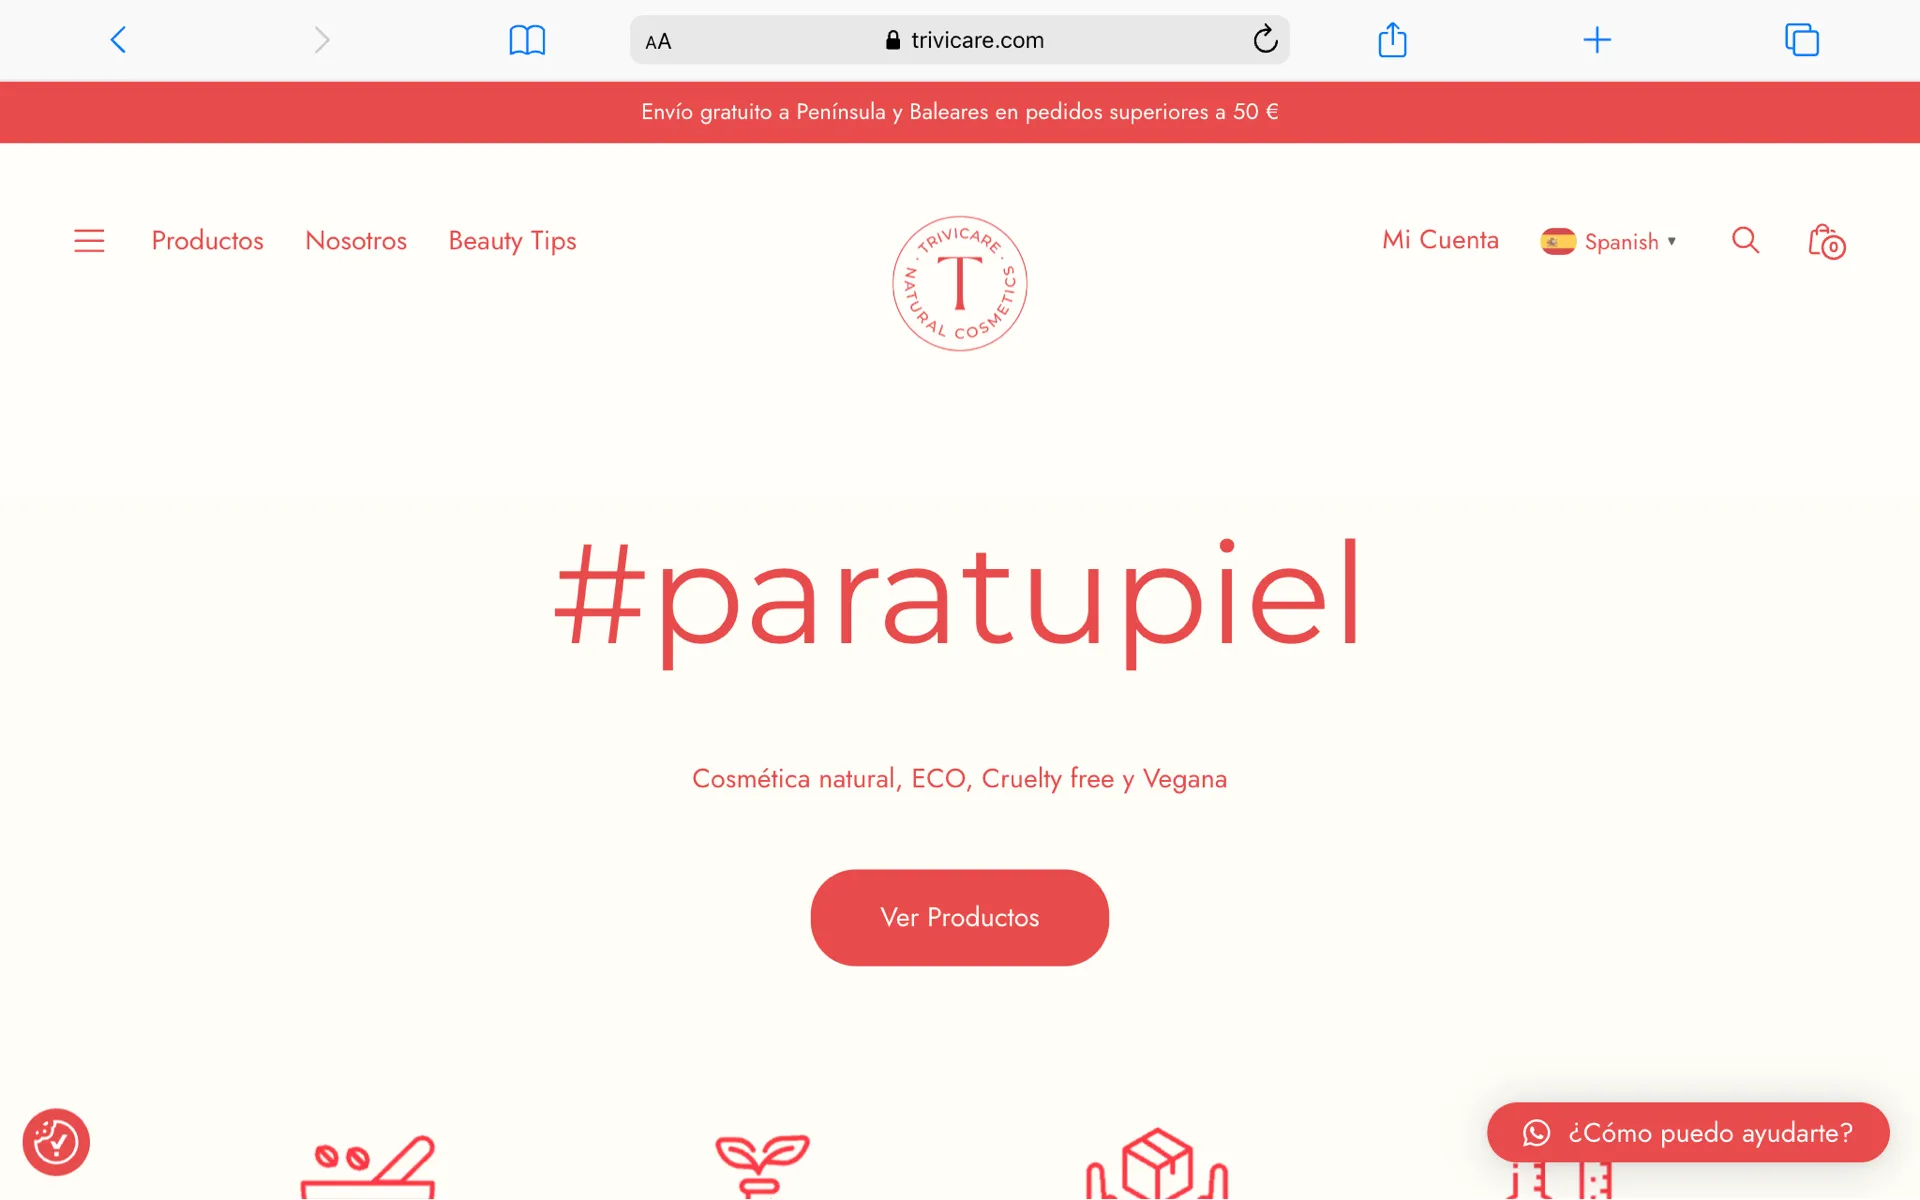 AA
trivicare.com
Envío gratuito a Península y Baleares en pedidos superiores a 50 €
Productos
Nosotros
Beauty Tips
· TRIVICARE ·
T
NATURAL COSMETICS
Mi Cuenta
Spanish ▼
0
#paratupiel
Cosmética natural, ECO, Cruelty free y Vegana
Ver Productos
¿Cómo puedo ayudarte?